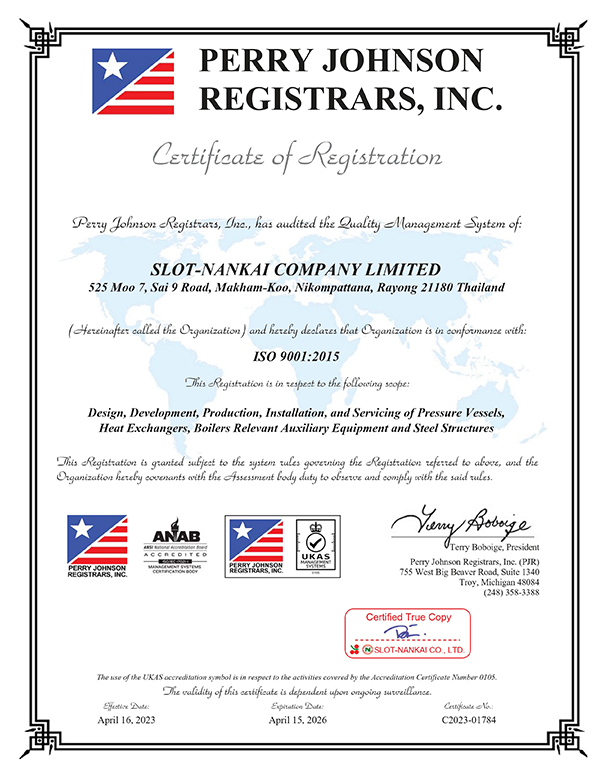 PERRY JOHNSON
REGISTRARS, INC.
Certificate of Registration
Perry Johnson Registrars, Inc., has audited the Quality Management System of:
SLOT-NANKAI COMPANY LIMITED
525 Moo 7, Sai 9 Road, Makham-Koo, Nikompattana, Rayong 21180 Thailand
(Hereinafter called the Organization) and hereby declares that Organization is in conformance with:
ISO 9001:2015
This Registration is in respect to the following scope:
Design, Development, Production, Installation, and Servicing of Pressure Vessels,
Heat Exchangers, Boilers Relevant Auxiliary Equipment and Steel Structures
This Registration is granted subject to the system rules governing the Registration referred to above, and the
Organization hereby covenants with the Assessment body duty to observe and comply with the said rules.
PERRY JOHNSON
REGISTRARS, INC.
ANAB
ANSI National Accreditation Board
ACCREDITED
MANAGEMENT SYSTEMS
CERTIFICATION BODY
PERRY JOHNSON
REGISTRARS, INC.
UKAS
MANAGEMENT
SYSTEMS
Terry Boboige
Terry Boboige, President
Perry Johnson Registrars, Inc. (PJR)
755 West Big Beaver Road, Suite 1340
Troy, Michigan 48084
(248) 358-3388
Certified True Copy
SLOT-NANKAI CO., LTD.
The use of the UKAS accreditation symbol is in respect to the activities covered by the Accreditation Certificate Number 0105.
The validity of this certificate is dependent upon ongoing surveillance.
Effective Date: Expiration Date: Certificate No.:
April 16, 2023 April 15, 2026 C2023-01784